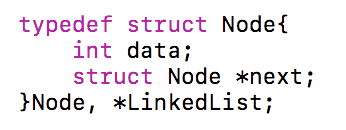 typedef struct Node{
    int data;
    struct Node *next;
}Node, *LinkedList;